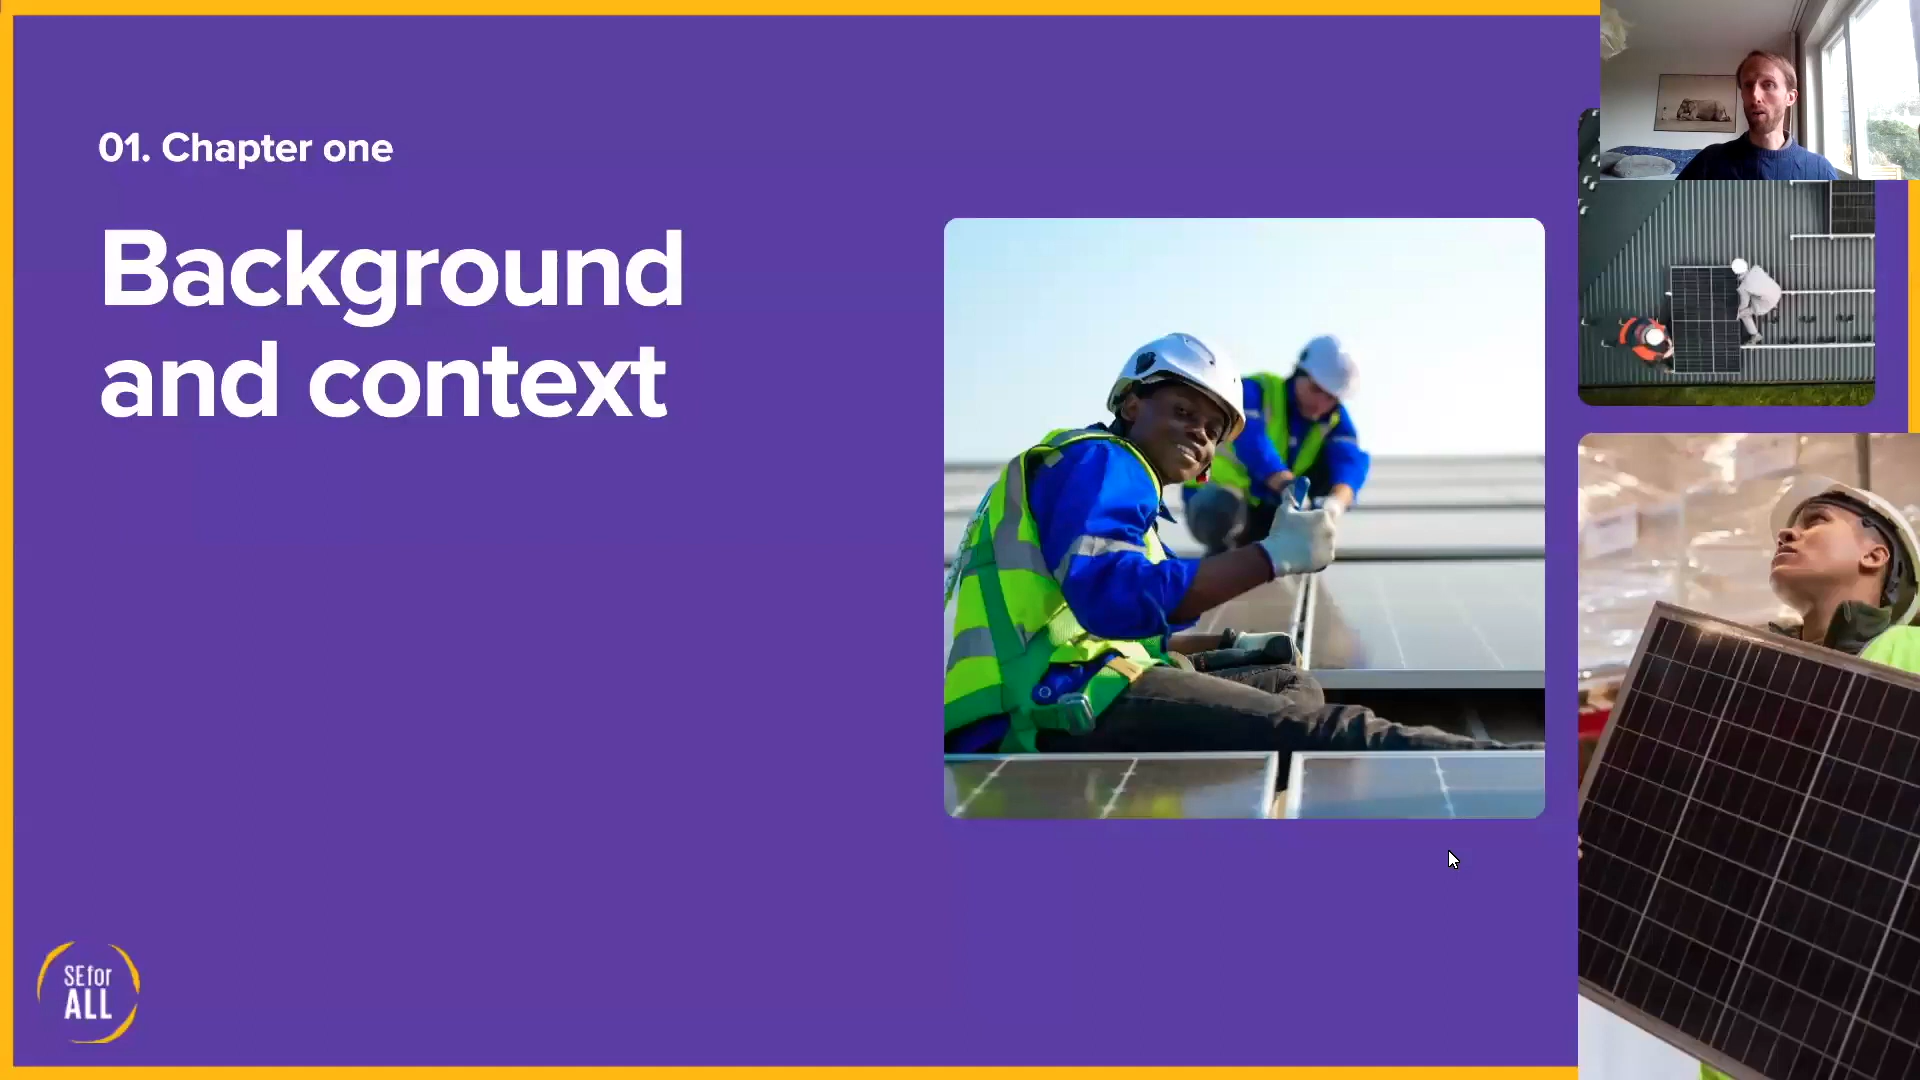 01. Chapter one
Background
and context
SEfor
ALL